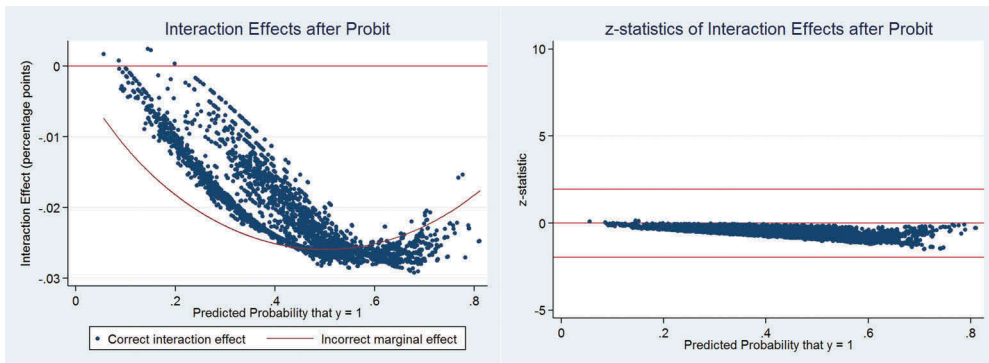 Interaction Effects after Probit
Interaction Effect (percentage points)
0
-.01
-.02
-.03
0
.2
.4
.6
.8
Predicted Probability that y = 1
Correct interaction effect
Incorrect marginal effect
z-statistics of Interaction Effects after Probit
z-statistic
10
5
0
-5
0
.2
.4
.6
.8
Predicted Probability that y = 1